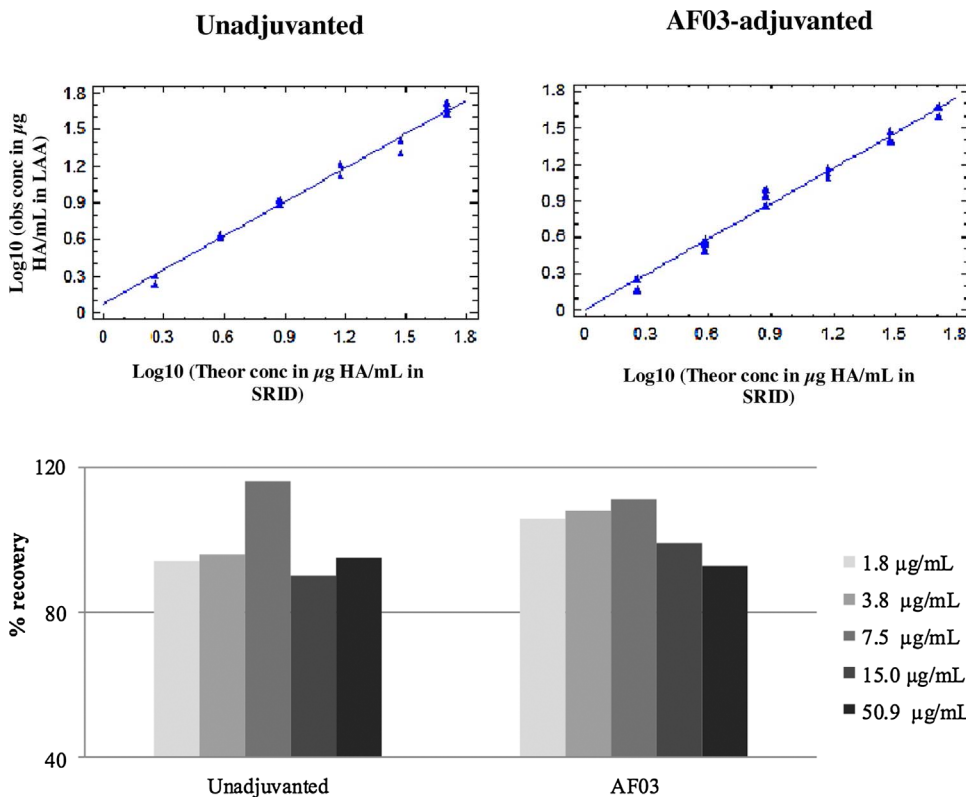 Unadjuvanted
AF03-adjuvanted
Log10 (obs conc in µg
HA/mL in LAA)
1.8
1.5
1.2
0.9
0.6
0.3
0
0 0.3 0.6 0.9 1.2 1.5 1.8
Log10 (Theor conc in µg HA/mL in
SRID)
1.8
1.5
1.2
0.9
0.6
0.3
0
0 0.3 0.6 0.9 1.2 1.5 1.8
Log10 (Theor conc in µg HA/mL in
SRID)
% recovery
120
80
40
Unadjuvanted
AF03
1.8 µg/mL
3.8 µg/mL
7.5 µg/mL
15.0 µg/mL
50.9 µg/mL